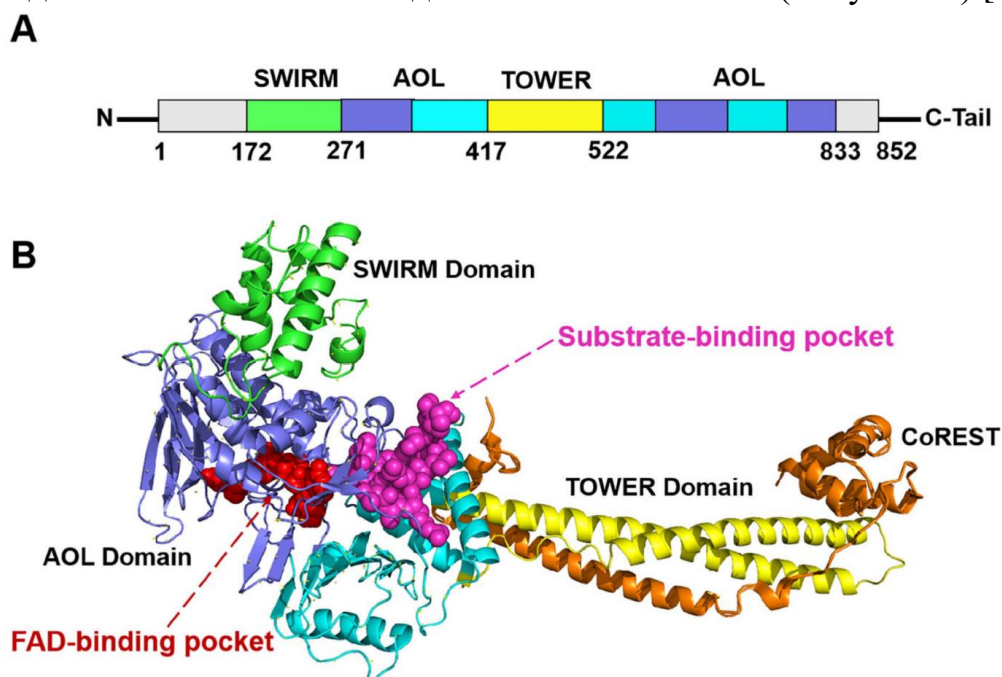 A
SWIRM AOL TOWER AOL
N C-Tail
1 172 271 417 522 833 852
B
SWIRM Domain
Substrate-binding pocket
CoREST
TOWER Domain
AOL Domain
FAD-binding pocket